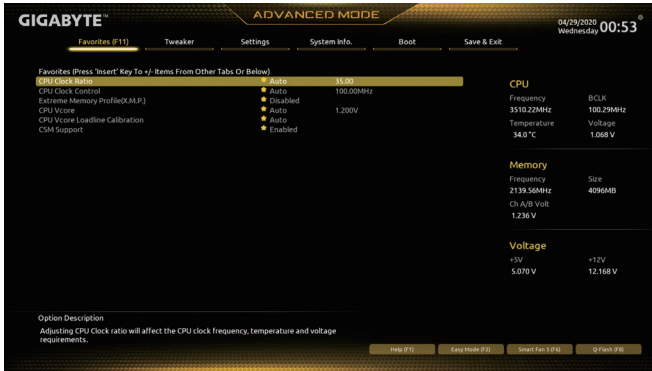 GIGABYTE™
ADVANCED MODE
04/29/2020
Wednesday 00:53
Favorites (F11) Tweaker Settings System Info. Boot Save & Exit
Favorites (Press 'Insert' Key To +/- Items From Other Tabs Or Below)
CPU Clock Ratio Auto 35.00
CPU Clock Control Auto 100.00MHz
Extreme Memory Profile(X.M.P.) Disabled
CPU Vcore Auto 1.200V
CPU Vcore Loadline Calibration Auto
CSM Support Enabled
CPU
Frequency BCLK
3510.22MHz 100.29MHz
Temperature Voltage
34.0 °C 1.068 V
Memory
Frequency Size
2139.56MHz 4096MB
Ch A/B Volt
1.236 V
Voltage
+5V +12V
5.070 V 12.168 V
Option Description
Adjusting CPU Clock ratio will affect the CPU clock frequency, temperature and voltage
requirements.
Help (F1) Easy Mode (F2) Smart Fan 5 (F6) Q-Flash (F8)